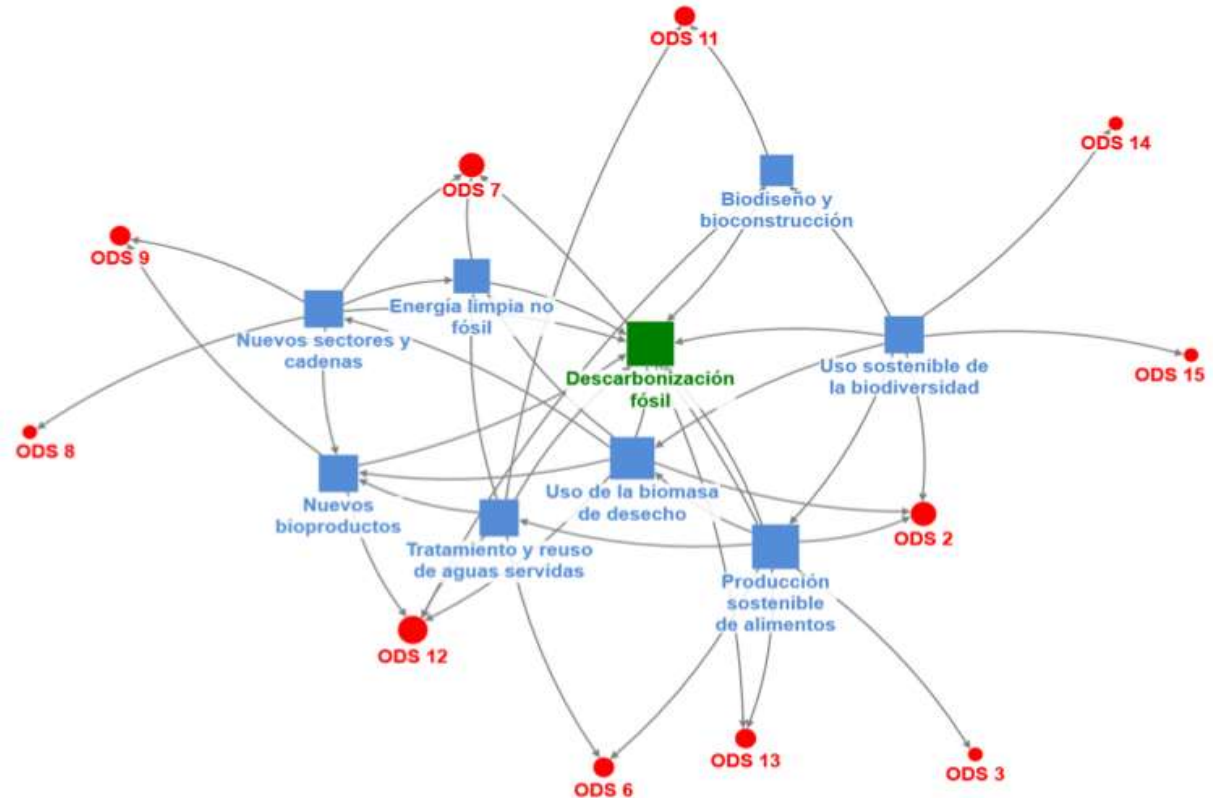 ODS 11
ODS 14
ODS 7
Biodiseño y
bioconstrucción
ODS 9
Energía limpia no
fósil
Nuevos sectores y
cadenas
Uso sostenible de
la biodiversidad
ODS 15
Descarbonización
fósil
ODS 8
Uso de la biomasa
de desecho
Nuevos
bioproductos
ODS 2
Tratamiento y reuso
de aguas servidas
Producción
sostenible
de alimentos
ODS 12
ODS 13
ODS 3
ODS 6